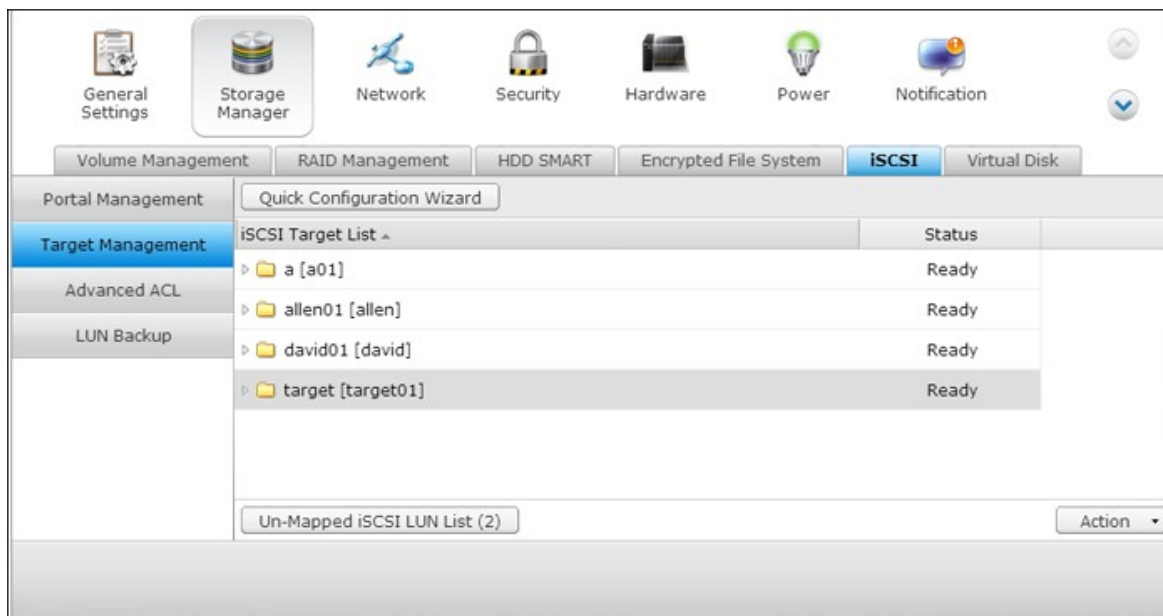 General Settings
Storage Manager
Network
Security
Hardware
Power
Notification
Volume Management
RAID Management
HDD SMART
Encrypted File System
iSCSI
Virtual Disk
Portal Management
Target Management
Advanced ACL
LUN Backup
Quick Configuration Wizard
iSCSI Target List
Status
a [a01]
Ready
allen01 [allen]
Ready
david01 [david]
Ready
target [target01]
Ready
Un-Mapped iSCSI LUN List (2)
Action